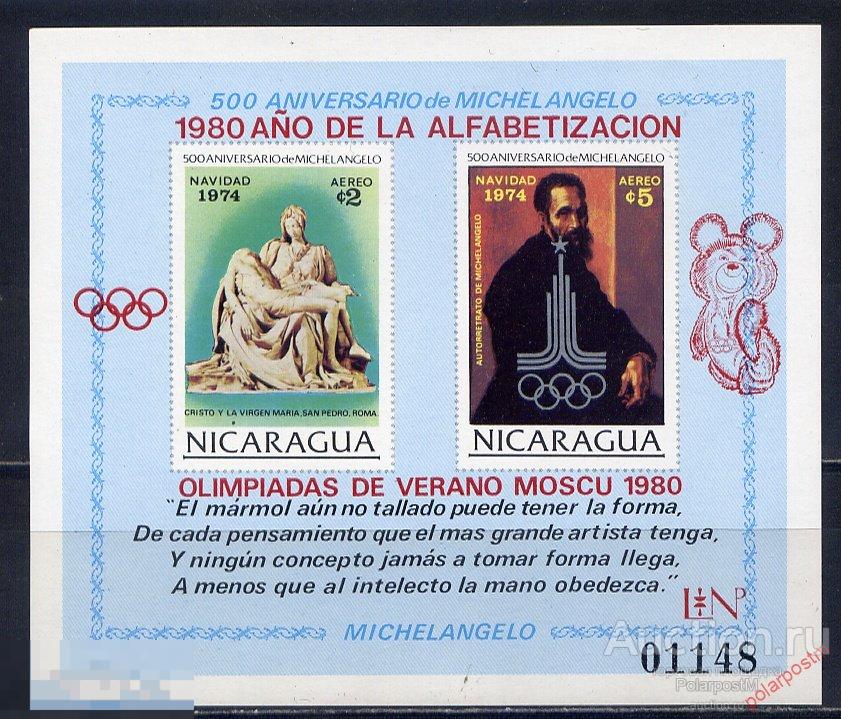 500 ANIVERSARIO de MICHELANGELO
1980 AÑO DE LA ALFABETIZACION
500 ANIVERSARIO de MICHELANGELO
NAVIDAD
1974
AEREO
¢2
CRISTO Y LA VIRGEN MARIA, SAN PEDRO, ROMA.
NICARAGUA
500 ANIVERSARIO de MICHELANGELO
NAVIDAD
1974
AEREO
¢5
AUTORRETRATO DE MICHELANGELO
NICARAGUA
OLIMPIADAS DE VERANO MOSCU 1980
"El mármol aún no tallado puede tener la forma,
De cada pensamiento que el mas grande artista tenga,
Y ningún concepto jamás a tomar forma llega,
A menos que al intelecto la mano obedezca."
MICHELANGELO
01148
Auction.ru
PolarpostM
polarpostm